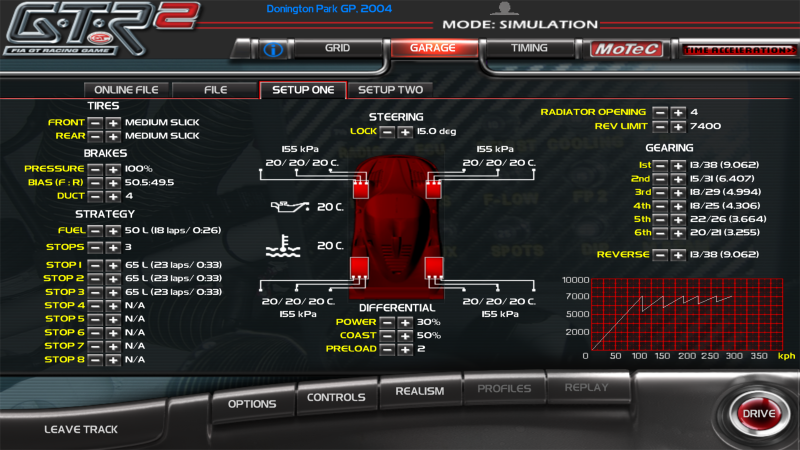 GTR2
FIA GT RACING GAME
Donington Park GP, 2004
MODE: SIMULATION
GRID
GARAGE
TIMING
MoTeC
TIME ACCELERATION
ONLINE FILE
FILE
SETUP ONE
SETUP TWO
TIRES
FRONT - + MEDIUM SLICK
REAR - + MEDIUM SLICK
BRAKES
PRESSURE - + 100%
BIAS (F : R) - + 50.5:49.5
DUCT - + 4
STRATEGY
FUEL - + 50 L (18 laps/ 0:26)
STOPS - + 3
STOP 1 - + 65 L (23 laps/ 0:33)
STOP 2 - + 65 L (23 laps/ 0:33)
STOP 3 - + 65 L (23 laps/ 0:33)
STOP 4 - + N/A
STOP 5 - + N/A
STOP 6 - + N/A
STOP 7 - + N/A
STOP 8 - + N/A
STEERING
LOCK - + 15.0 deg
155 kPa
20/ 20/ 20 C.
155 kPa
20/ 20/ 20 C.
20 C.
20 C.
20/ 20/ 20 C.
155 kPa
20/ 20/ 20 C.
155 kPa
DIFFERENTIAL
POWER - + 30%
COAST - + 50%
PRELOAD - + 2
RADIATOR OPENING - + 4
REV LIMIT - + 7400
GEARING
1st - + 13/38 (9.062)
2nd - + 15/31 (6.407)
3rd - + 18/29 (4.994)
4th - + 18/25 (4.306)
5th - + 22/26 (3.664)
6th - + 20/21 (3.255)
REVERSE - + 13/38 (9.062)
10000
7000
5000
2000
0 50 100 150 200 250 300 350 kph
LEAVE TRACK
OPTIONS
CONTROLS
REALISM
PROFILES
REPLAY
DRIVE